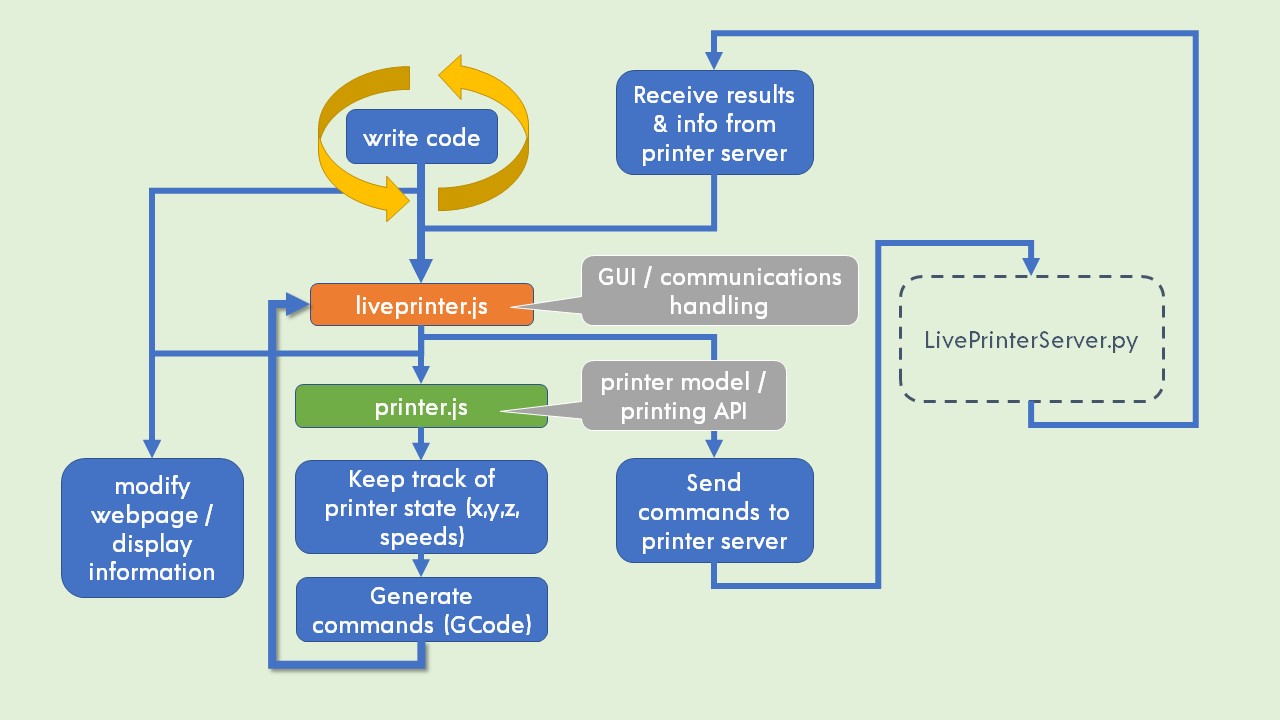 write code
Receive results
& info from
printer server
liveprinter.js
GUI / communications
handling
LivePrinterServer.py
printer.js
printer model /
printing API
modify
webpage /
display
information
Keep track of
printer state (x,y,z,
speeds)
Send
commands to
printer server
Generate
commands (GCode)